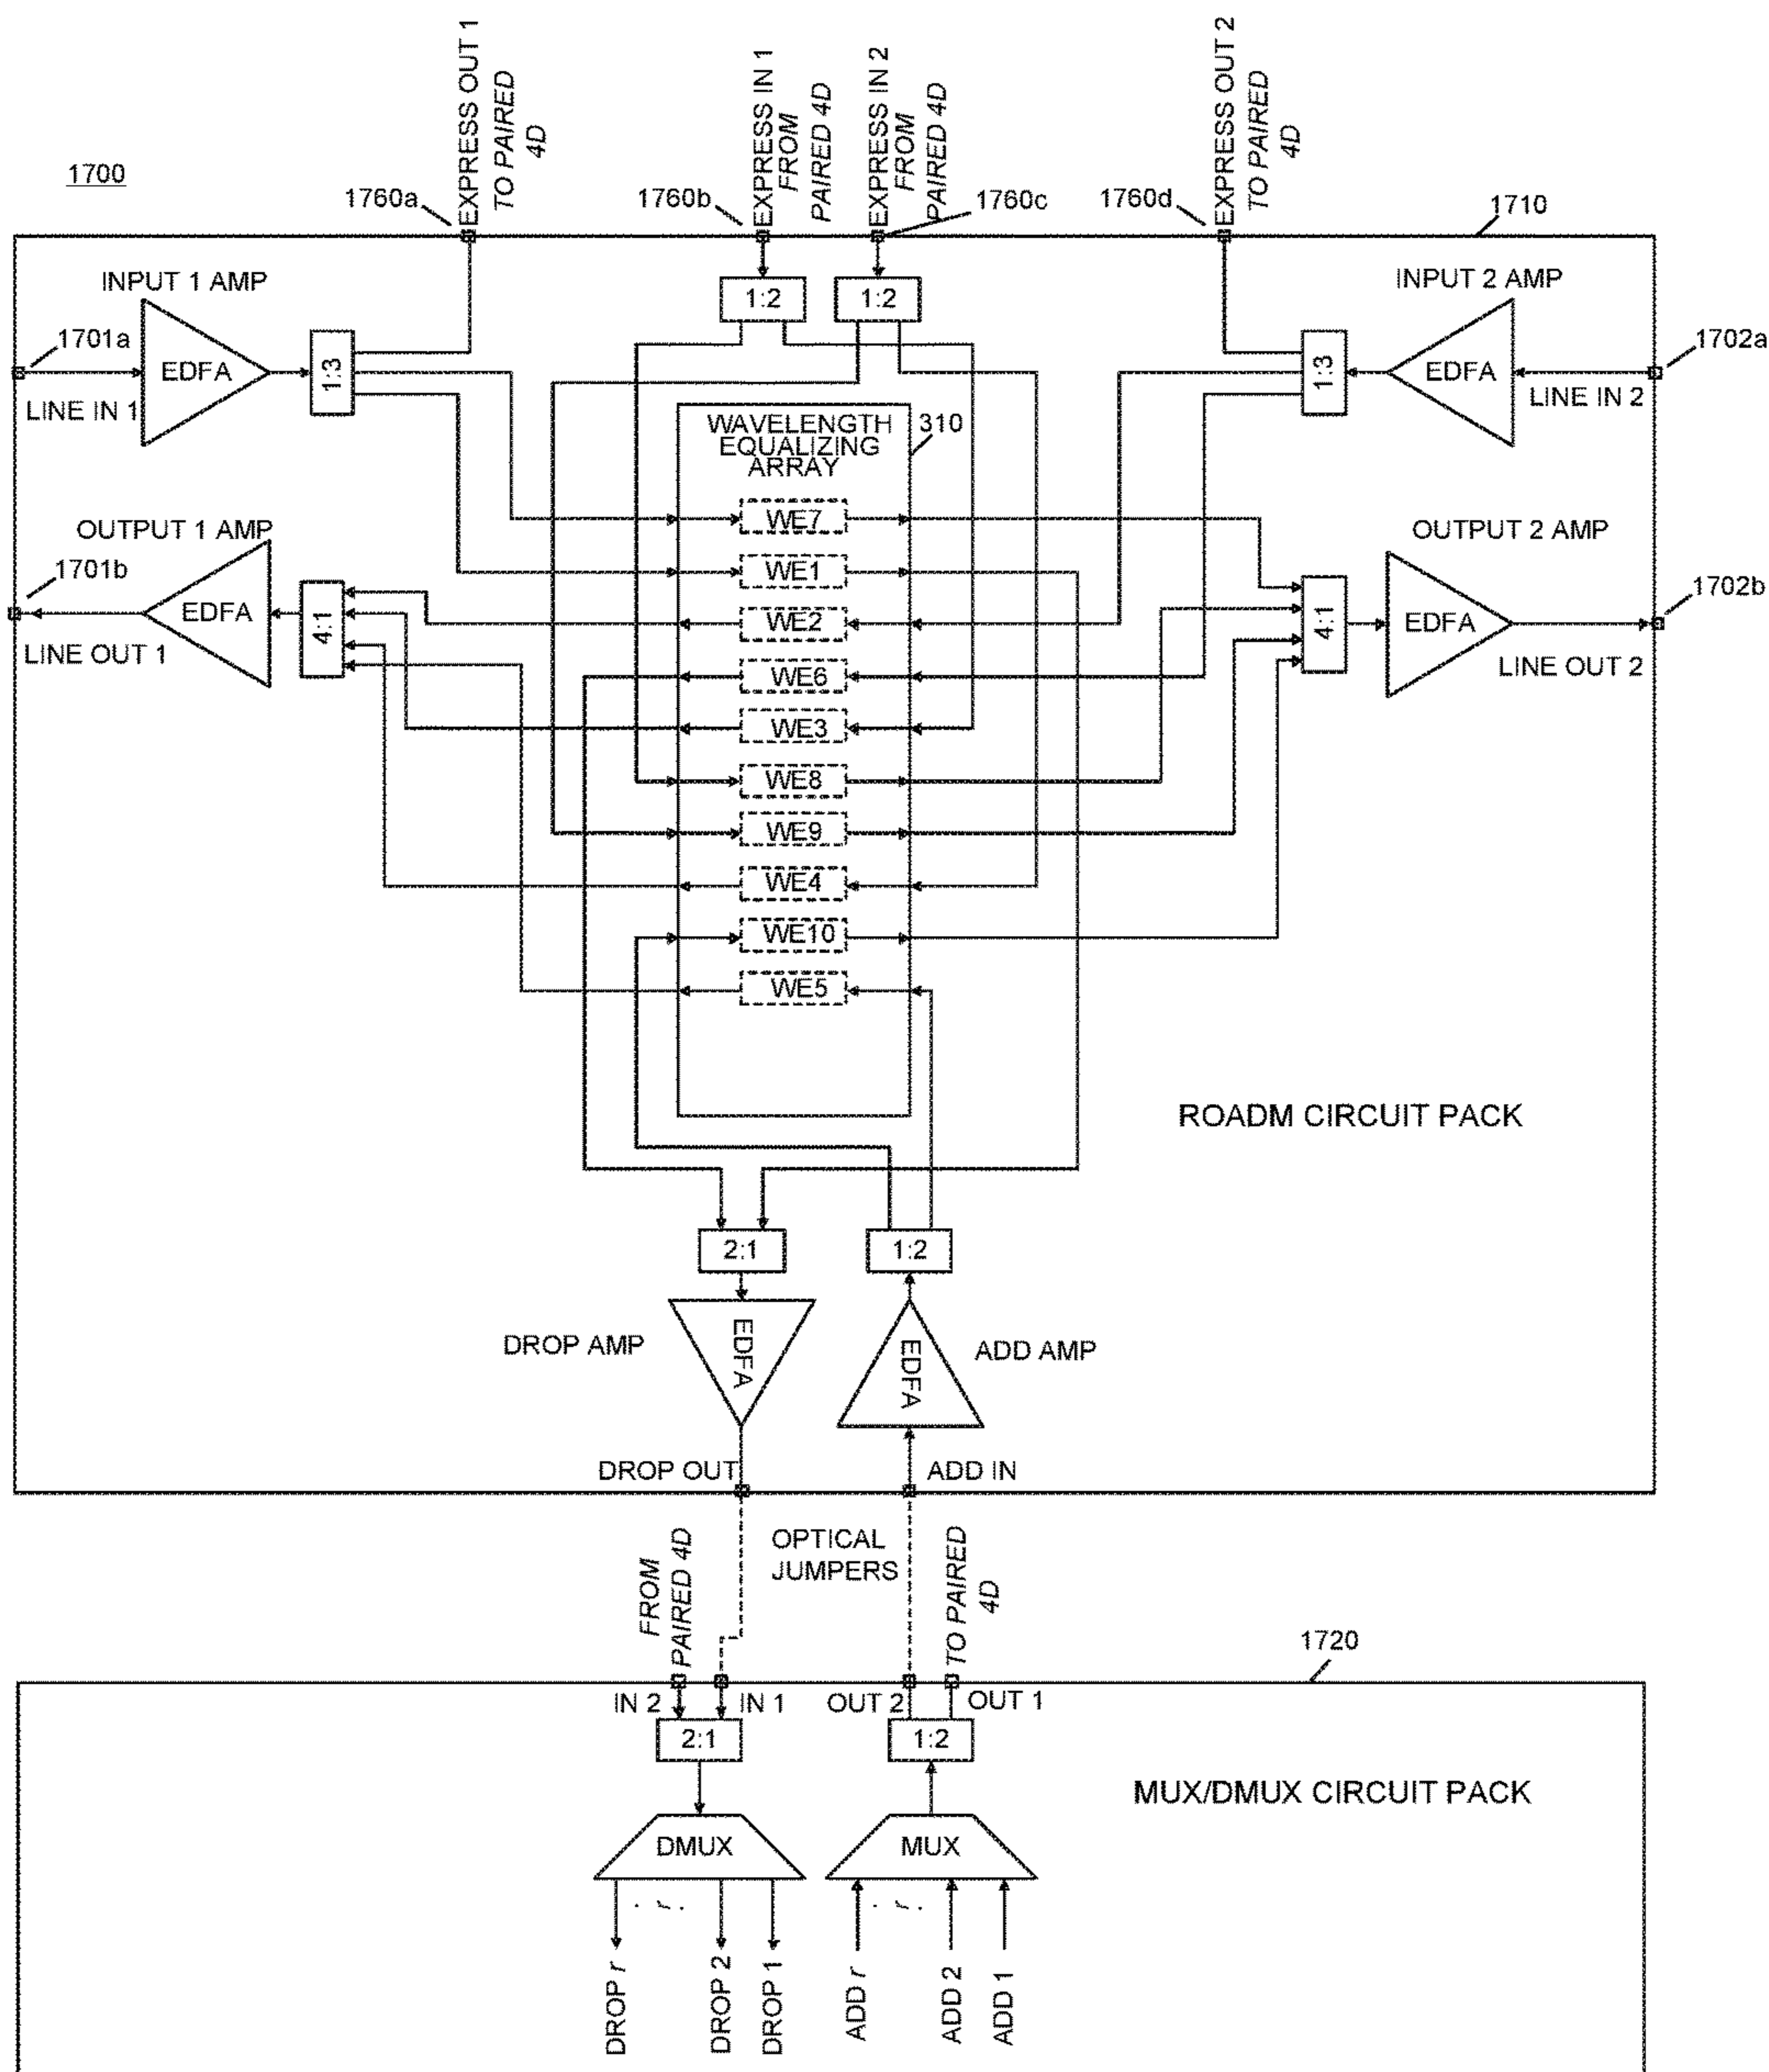 1700
EXPRESS OUT 1
TO PAIRED
4D
EXPRESS IN 1
FROM
PAIRED 4D
EXPRESS IN 2
FROM
PAIRED 4D
EXPRESS OUT 2
TO PAIRED
4D
1760a
1760b
1760c
1760d
1710
INPUT 1 AMP
1:2
1:2
INPUT 2 AMP
1701a
EDFA
1:3
1:3
EDFA
1702a
LINE IN 1
LINE IN 2
WAVELENGTH
EQUALIZING
ARRAY
310
OUTPUT 1 AMP
WE7
OUTPUT 2 AMP
1701b
WE1
1702b
EDFA
4:1
WE2
4:1
EDFA
LINE OUT 1
LINE OUT 2
WE6
WE3
WE8
WE9
WE4
WE10
WE5
ROADM CIRCUIT PACK
2:1
1:2
DROP AMP
EDFA
EDFA
ADD AMP
DROP OUT
ADD IN
FROM
PAIRED 4D
OPTICAL
JUMPERS
TO PAIRED
4D
1720
IN 2
IN 1
OUT 2
OUT 1
2:1
1:2
MUX/DMUX CIRCUIT PACK
DMUX
MUX
. r .
. r .
DROP r
DROP 2
DROP 1
ADD r
ADD 2
ADD 1